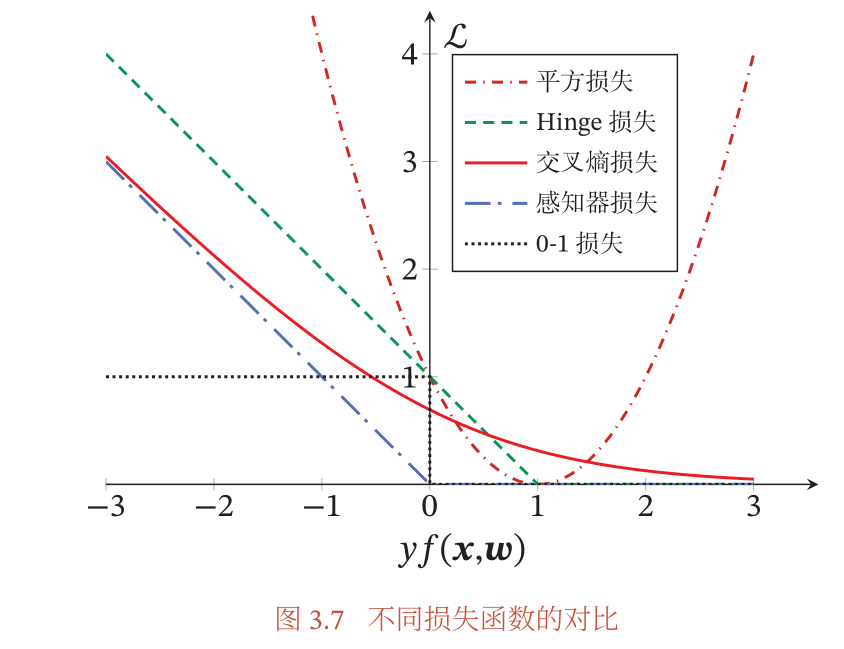 ℒ
4
3
2
1
平方损失
Hinge 损失
交叉熵损失
感知器损失
0-1 损失
−3 −2 −1 0 1 2 3
yf(x,w)
图 3.7 不同损失函数的对比